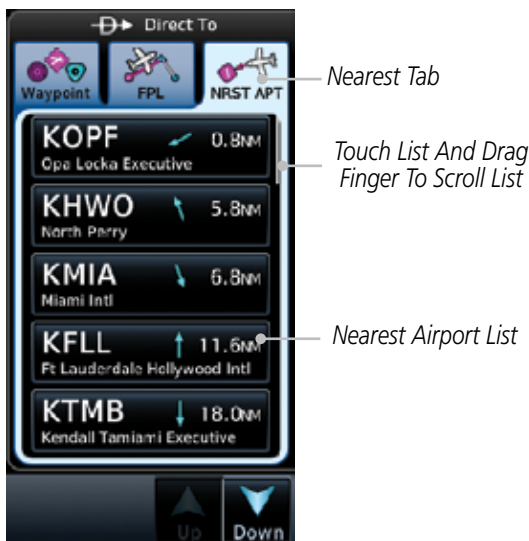 Direct To
Waypoint
FPL
NRST APT
Nearest Tab
KOPF 0.8NM
Opa Locka Executive
Touch List And Drag
Finger To Scroll List
KHWO 5.8NM
North Perry
KMIA 6.8NM
Miami Intl
KFLL 11.6NM
Ft Lauderdale Hollywood Intl
Nearest Airport List
KTMB 18.0NM
Kendall Tamiami Executive
Up
Down